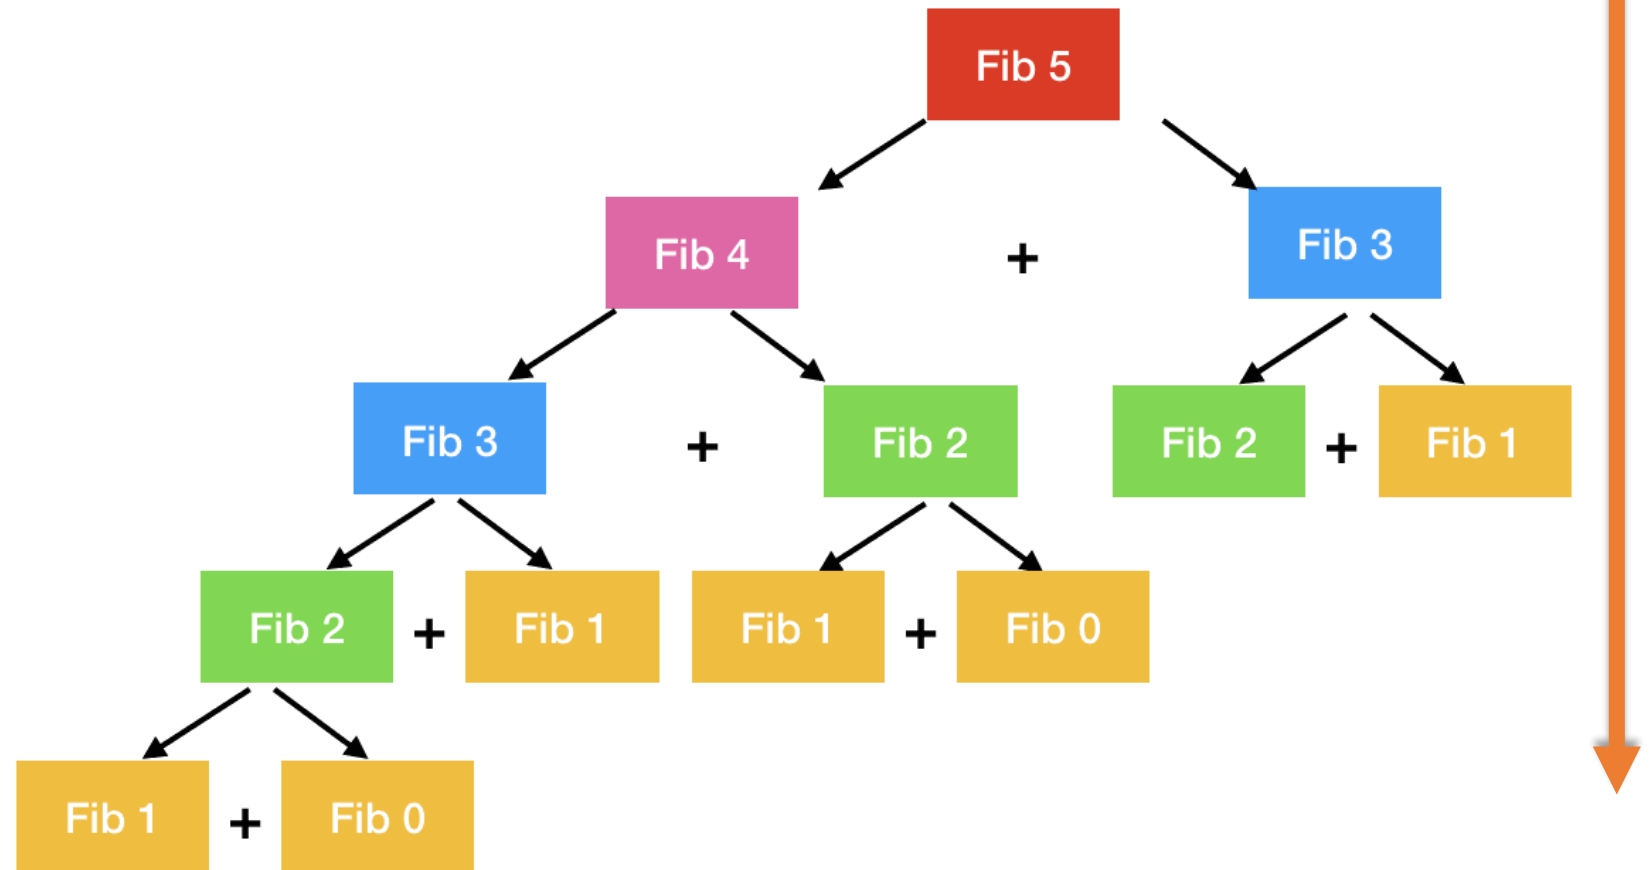 Fib 5
Fib 4 + Fib 3
Fib 3 + Fib 2 Fib 2 + Fib 1
Fib 2 + Fib 1 Fib 1 + Fib 0
Fib 1 + Fib 0